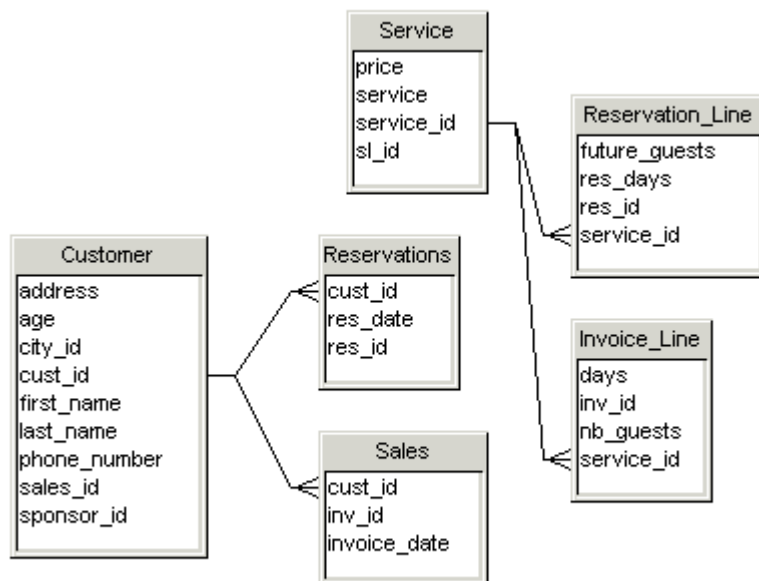 Service
price
service
service_id
sl_id
Reservation_Line
future_guests
res_days
res_id
service_id
Customer
address
age
city_id
cust_id
first_name
last_name
phone_number
sales_id
sponsor_id
Reservations
cust_id
res_date
res_id
Invoice_Line
days
inv_id
nb_guests
service_id
Sales
cust_id
inv_id
invoice_date